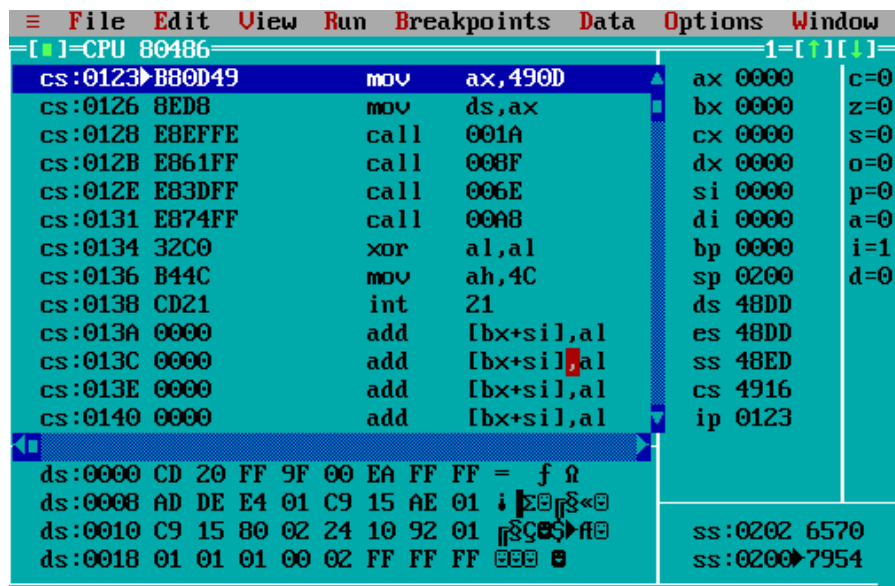 ≡ File Edit View Run Breakpoints Data Options Window
[■]=CPU 80486 1=[↑][↓]
cs:0123►B80D49 mov ax,490D
cs:0126 8ED8 mov ds,ax
cs:0128 E8EFFE call 001A
cs:012B E861FF call 008F
cs:012E E83DFF call 006E
cs:0131 E874FF call 00A8
cs:0134 32C0 xor al,al
cs:0136 B44C mov ah,4C
cs:0138 CD21 int 21
cs:013A 0000 add [bx+si],al
cs:013C 0000 add [bx+si],al
cs:013E 0000 add [bx+si],al
cs:0140 0000 add [bx+si],al
ax 0000 c=0
bx 0000 z=0
cx 0000 s=0
dx 0000 o=0
si 0000 p=0
di 0000 a=0
bp 0000 i=1
sp 0200 d=0
ds 48DD
es 48DD
ss 48ED
cs 4916
ip 0123
ds:0000 CD 20 FF 9F 00 EA FF FF = ƒ Ω
ds:0008 AD DE E4 01 C9 15 AE 01 ¡▐Σ☺╔§«☺
ds:0010 C9 15 80 02 24 10 92 01 ╔§Ç☻$►Æ☺
ds:0018 01 01 01 00 02 FF FF FF ☺☺☺ ☻
ss:0202 6570
ss:0200►7954